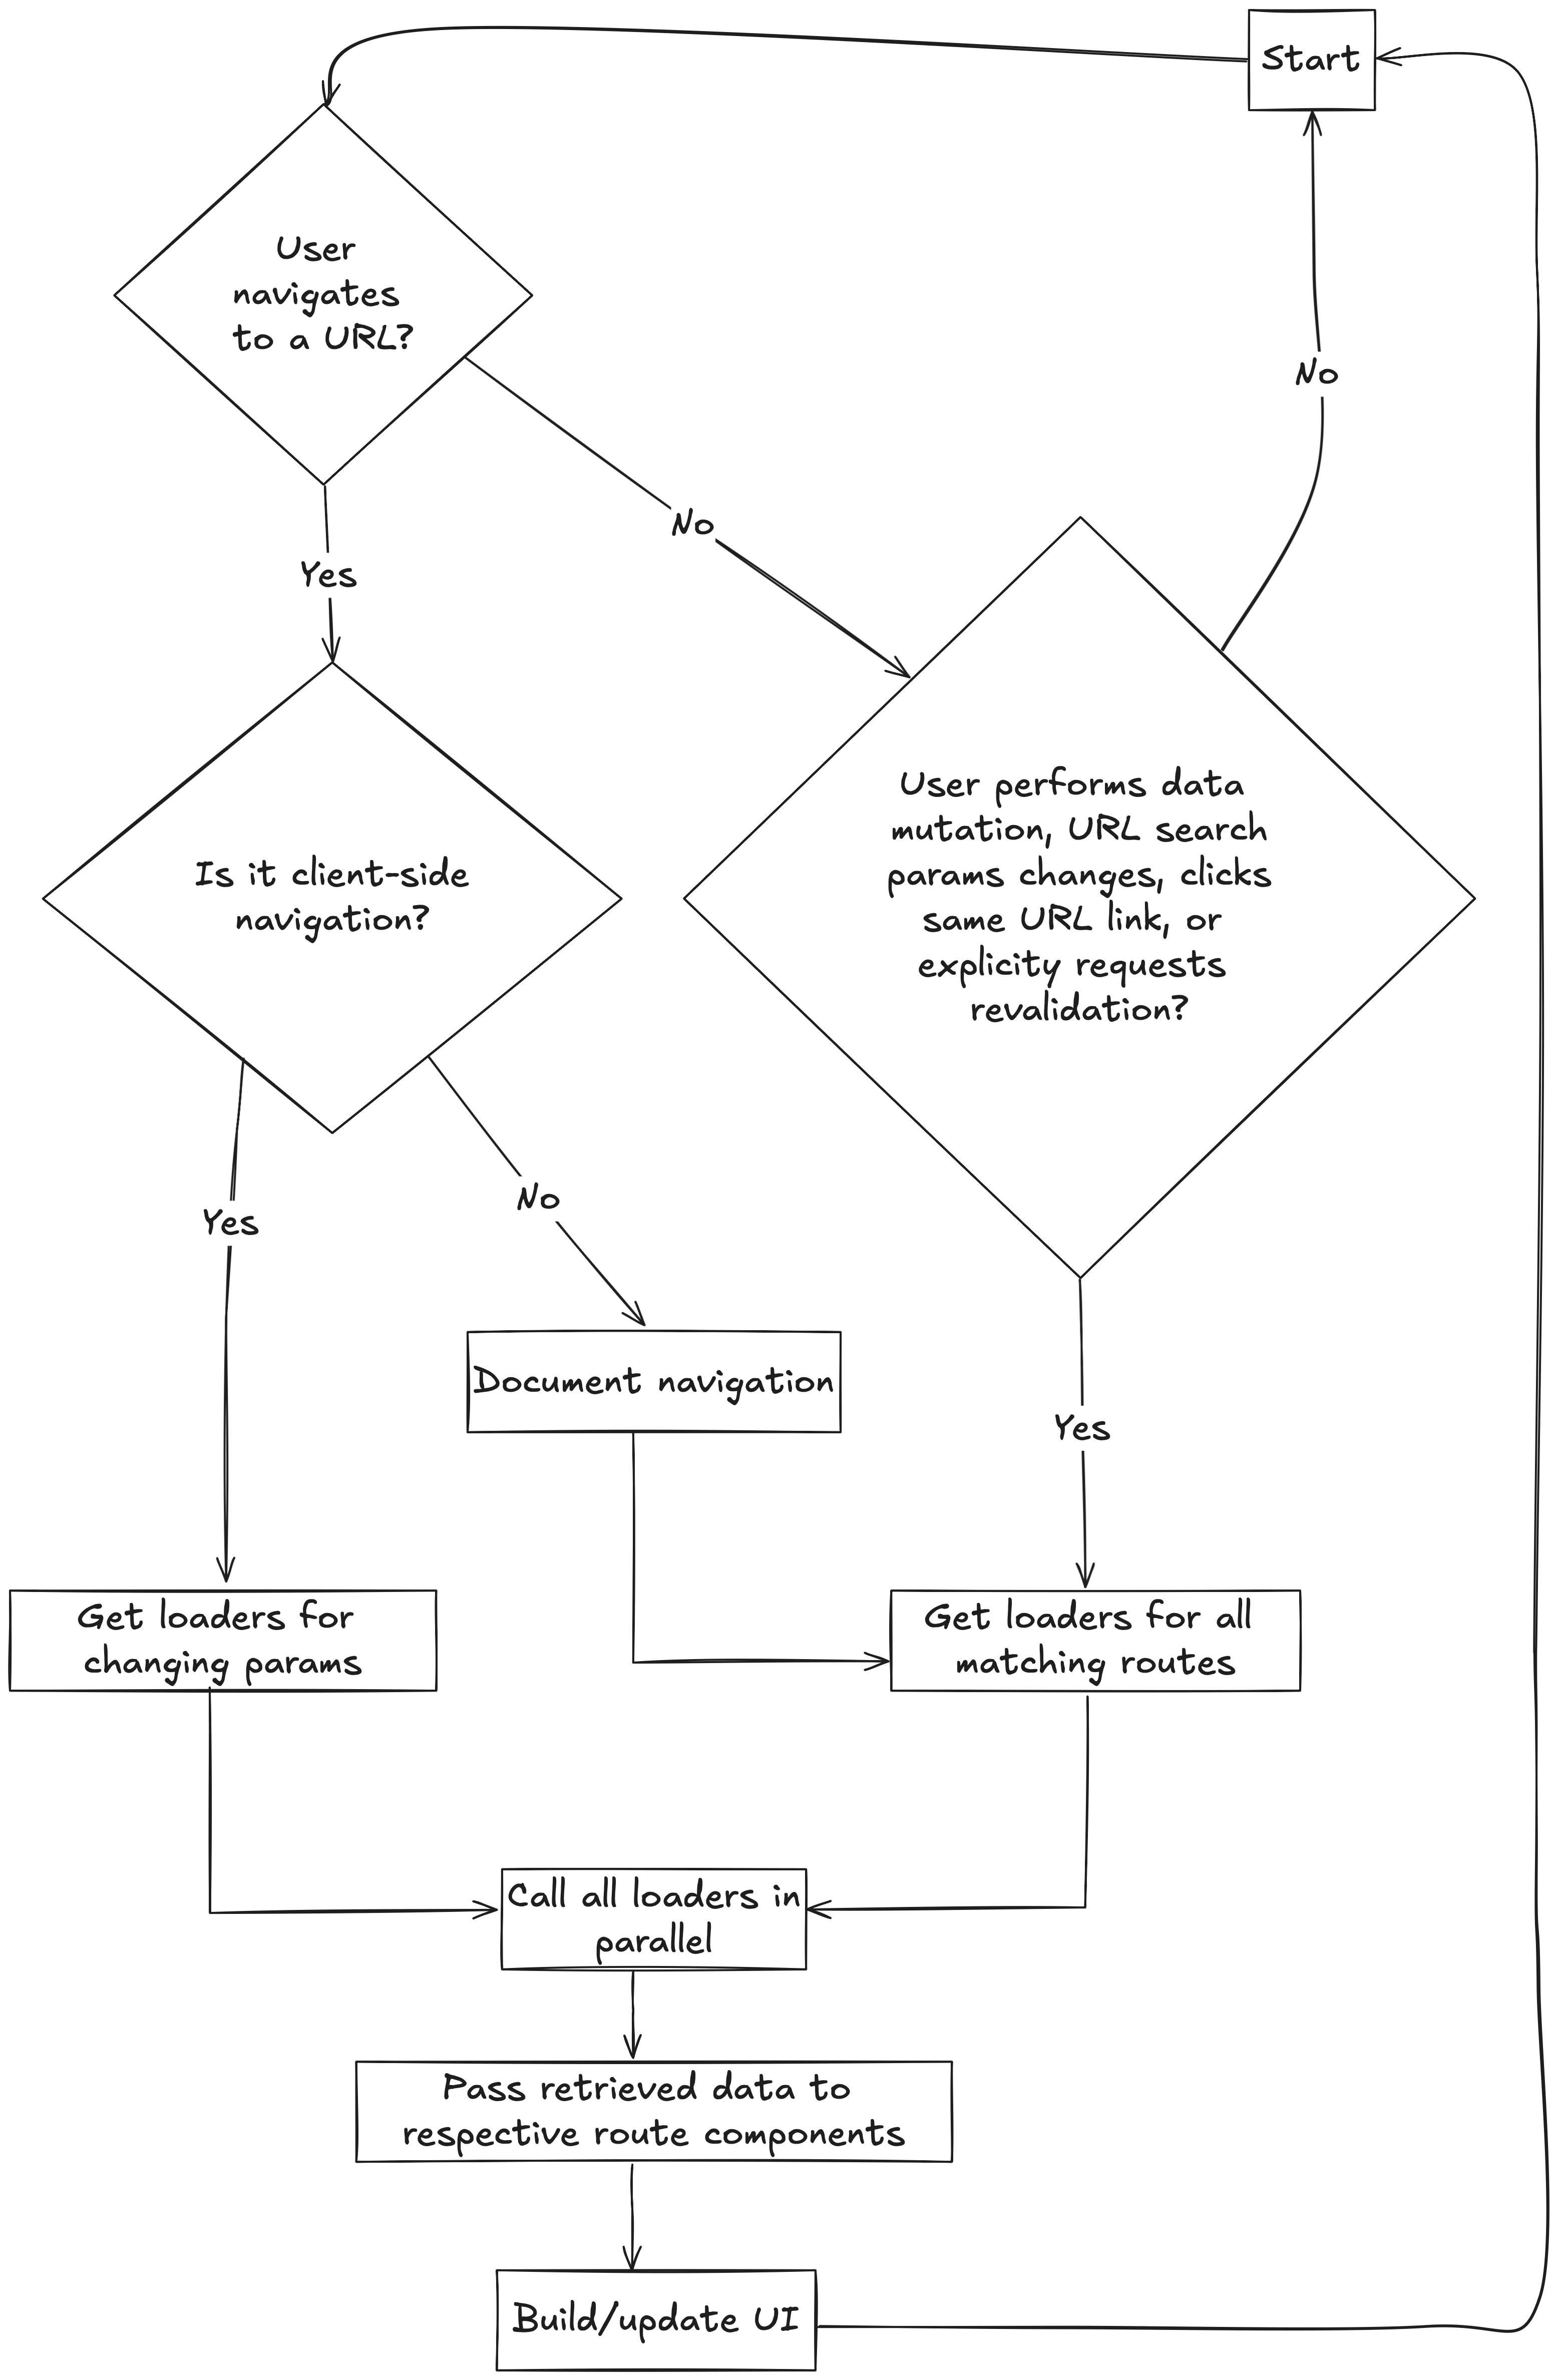 Start
User
navigates
to a URL?
No
No
Yes
User performs data
mutation, URL search
params changes, clicks
same URL link, or
explicity requests
revalidation?
Is it client-side
navigation?
No
Yes
Document navigation
Yes
Get loaders for
changing params
Get loaders for all
matching routes
Call all loaders in
parallel
Pass retrieved data to
respective route components
Build/update UI